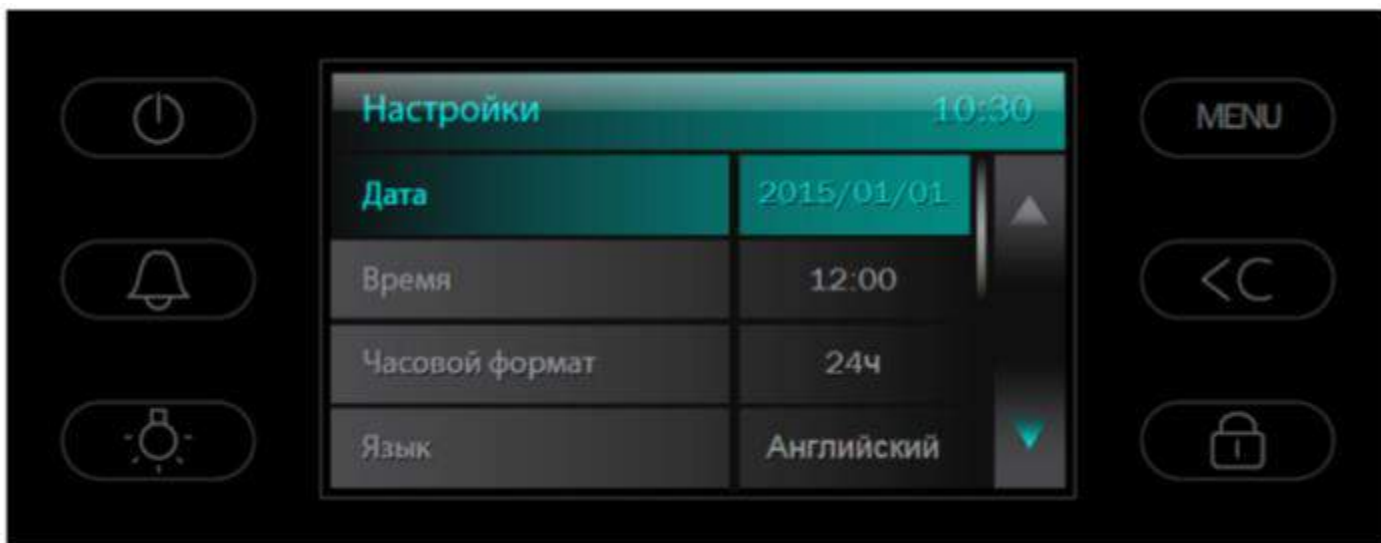 Настройки 10:30
MENU
Дата 2015/01/01
Время 12:00
<C
Часовой формат 24ч
Язык Английский